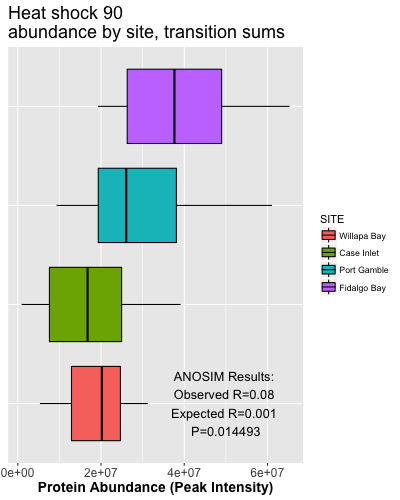 Heat shock 90
abundance by site, transition sums
SITE
Willapa Bay
Case Inlet
Port Gamble
Fidalgo Bay
ANOSIM Results:
Observed R=0.08
Expected R=0.001
P=0.014493
0e+00 2e+07 4e+07 6e+07
Protein Abundance (Peak Intensity)